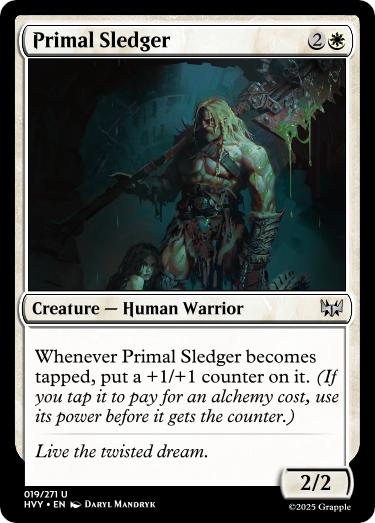 Primal Sledger 2
Creature — Human Warrior
Whenever Primal Sledger becomes
tapped, put a +1/+1 counter on it. (If
you tap it to pay for an alchemy cost, use
its power before it gets the counter.)
Live the twisted dream.
2/2
019/271 U
HVY • EN Daryl Mandryk
©2025 Grapple